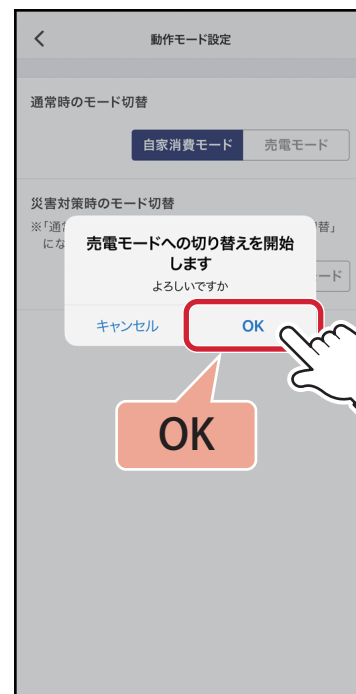 動作モード設定
通常時のモード切替
自家消費モード
売電モード
災害対策時のモード切替
※「通
替」
にな
売電モードへの切り替えを開始
します
よろしいですか
ード
キャンセル
OK
OK